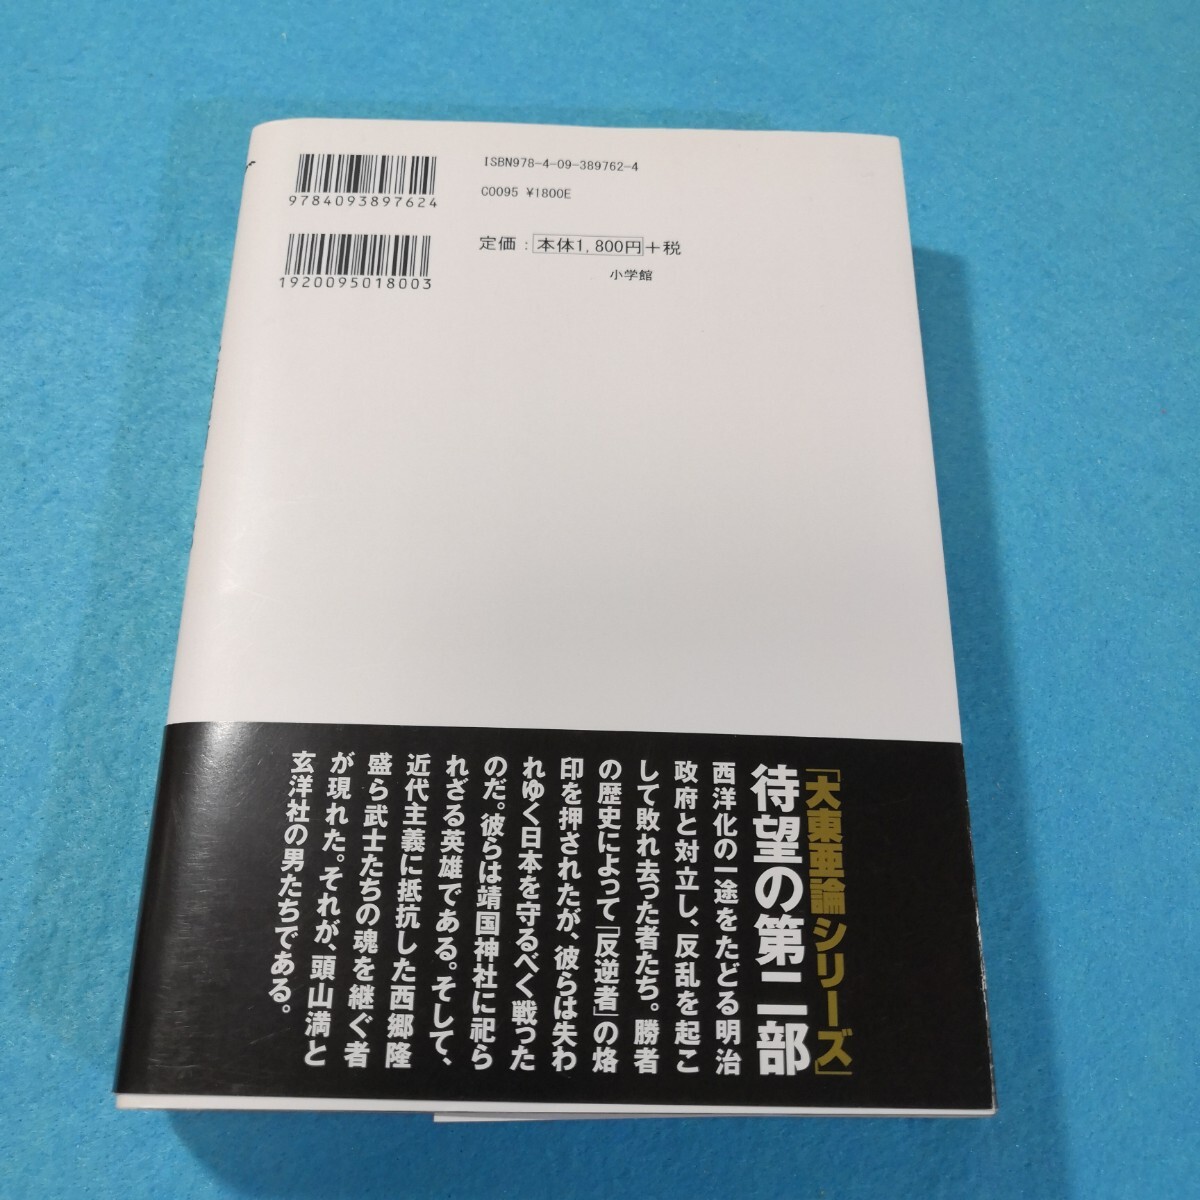 ISBN978-4-09-389762-4
C0095 ¥1800E
9784093897624
定価：本体1,800円＋税
小学館
1920095018003
「大東亜論シリーズ」
待望の第二部
西洋化の一途をたどる明治
政府と対立し、反乱を起こ
して敗れ去った者たち。勝者
の歴史によって「反逆者」の烙
印を押されたが、彼らは失わ
れゆく日本を守るべく戦った
のだ。彼らは靖国神社に祀ら
れざる英雄である。そして、
近代主義に抵抗した西郷隆
盛ら武士たちの魂を継ぐ者
が現れた。それが、頭山満と
玄洋社の男たちである。